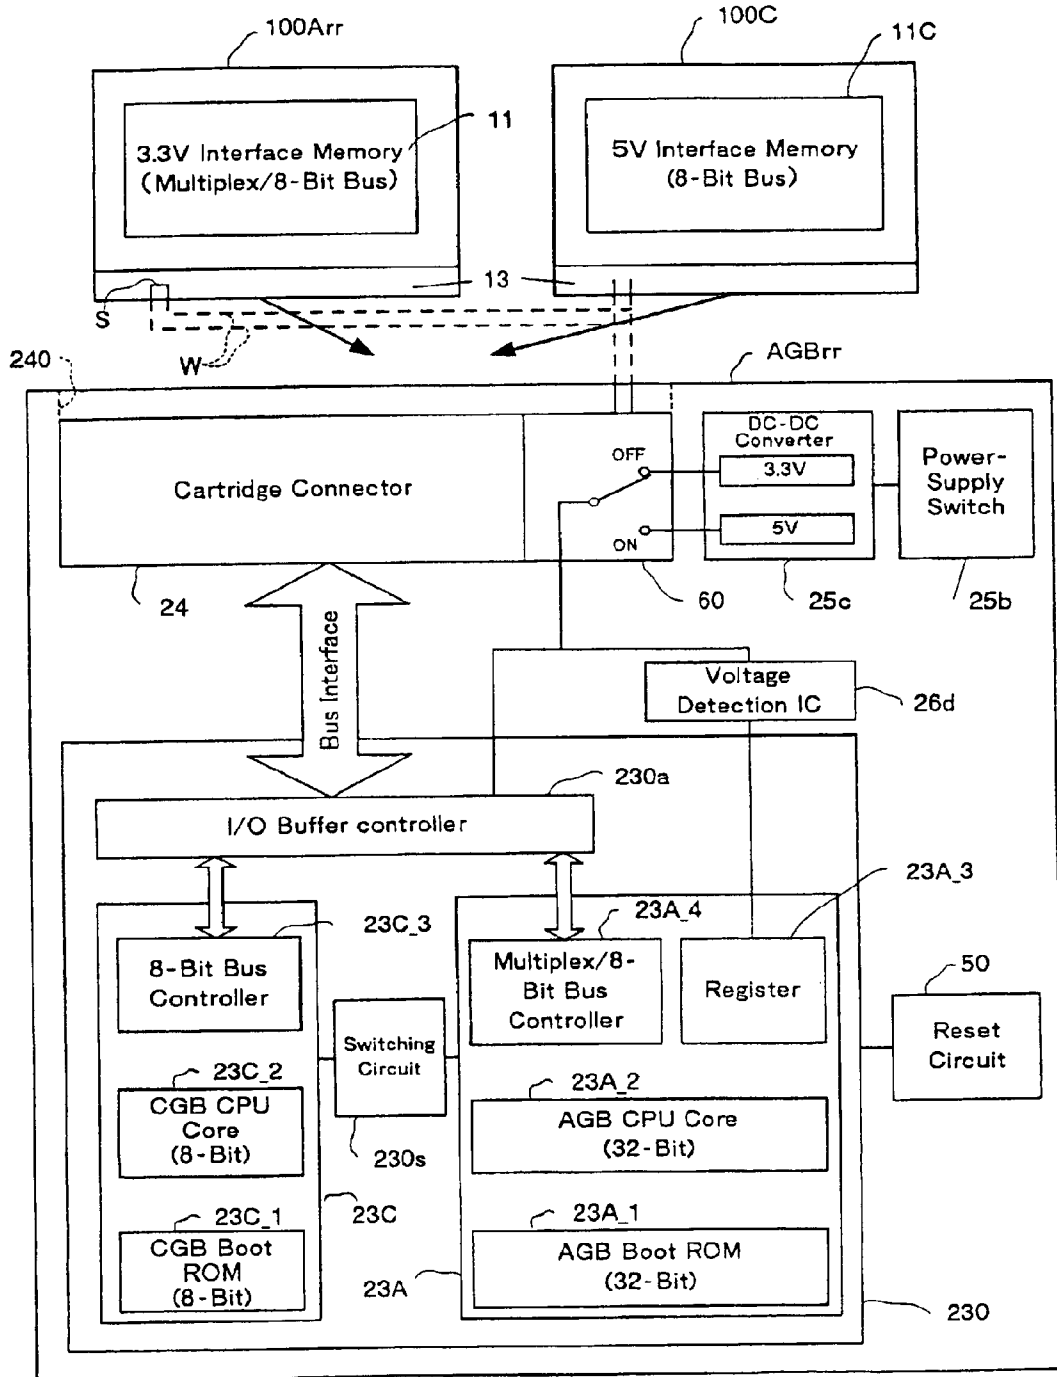 100Arr
100C
11C
11
3.3V Interface Memory
(Multiplex/8-Bit Bus)
5V Interface Memory
(8-Bit Bus)
13
S
W
240
AGBrr
Cartridge Connector
OFF
ON
DC-DC
Converter
3.3V
5V
Power-
Supply
Switch
24
60
25c
25b
Bus Interface
Voltage
Detection IC
26d
230a
I/O Buffer controller
23A_3
23C_3
23A_4
8-Bit Bus
Controller
Multiplex/8-
Bit Bus
Controller
Register
50
Reset
Circuit
Switching
Circuit
23C_2
23A_2
CGB CPU
Core
(8-Bit)
AGB CPU Core
(32-Bit)
230s
23C
23C_1
23A_1
CGB Boot
ROM
(8-Bit)
AGB Boot ROM
(32-Bit)
23A
230